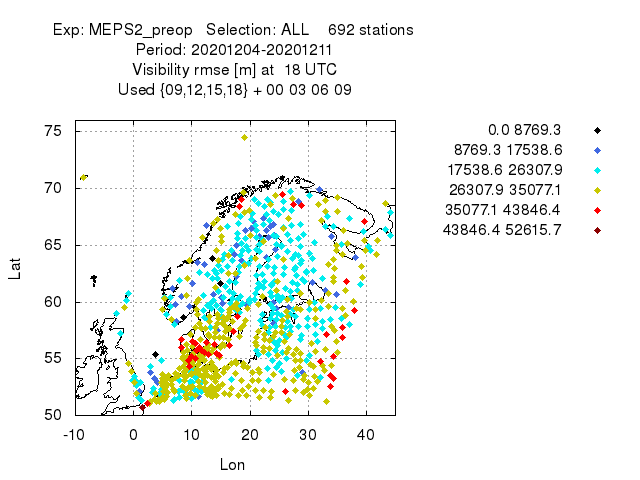 Exp: MEPS2_preop   Selection: ALL    692 stations
Period: 20201204-20201211
Visibility rmse [m] at  18 UTC
Used {09,12,15,18} + 00 03 06 09
0.0 8769.3
8769.3 17538.6
17538.6 26307.9
26307.9 35077.1
35077.1 43846.4
43846.4 52615.7
75
70
65
60
55
50
Lat
-10 0 10 20 30 40
Lon